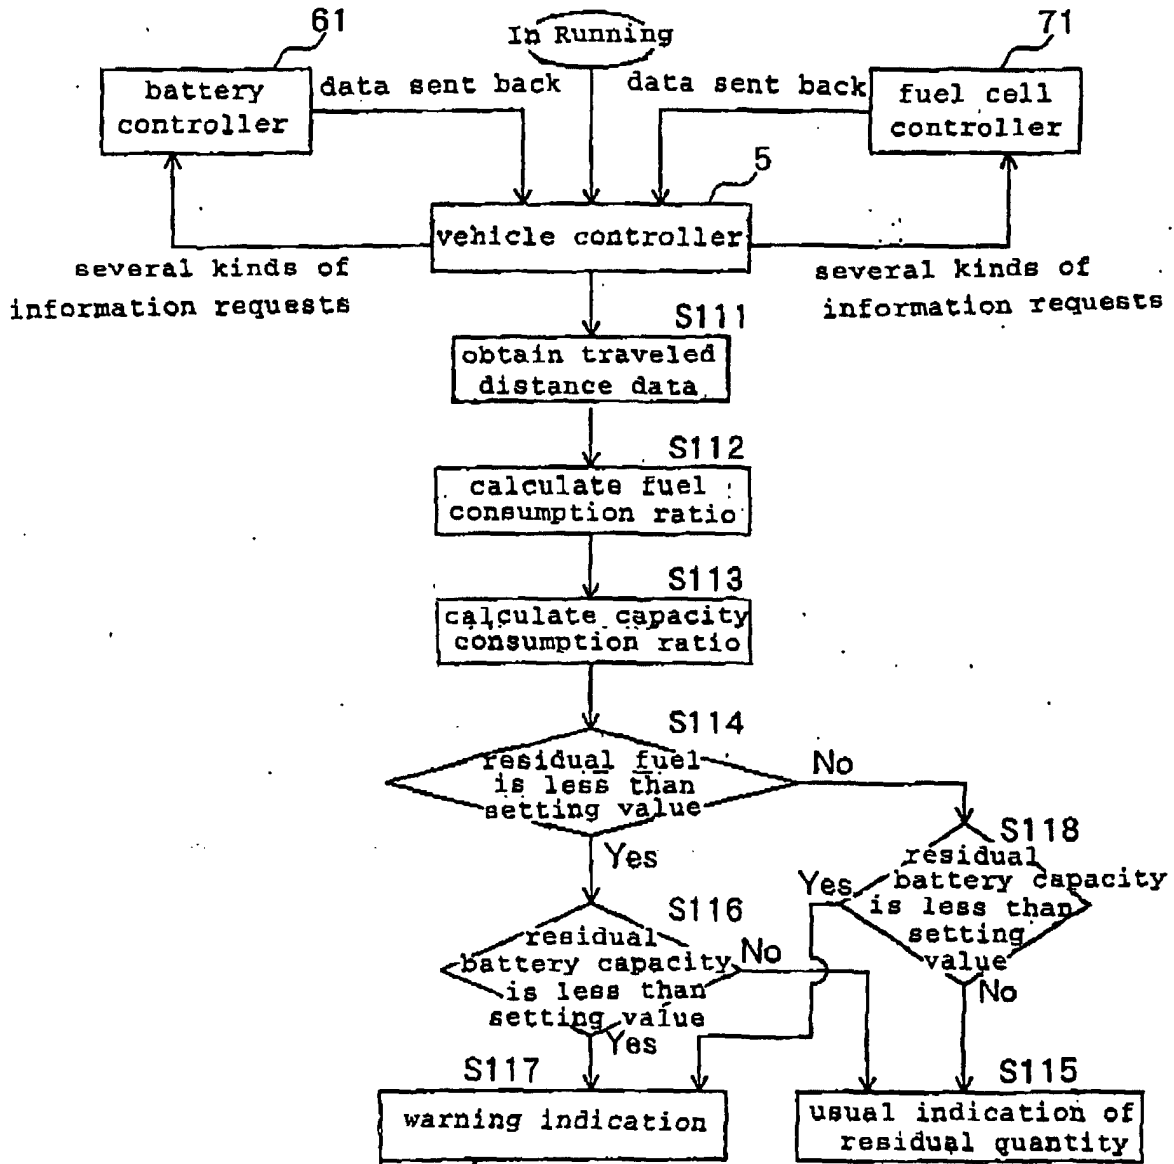 61
In Running
71
battery
controller
data sent back
data sent back
fuel cell
controller
5
vehicle controller
several kinds of
information requests
several kinds of
information requests
S111
obtain traveled
distance data
S112
calculate fuel
consumption ratio
S113
calculate capacity
consumption ratio
S114
residual fuel
is less than
setting value
No
Yes
S118
residual
battery capacity
is less than
setting
value
Yes
No
S116
residual
battery capacity
is less than
setting value
No
Yes
S117
warning indication
S115
usual indication of
residual quantity